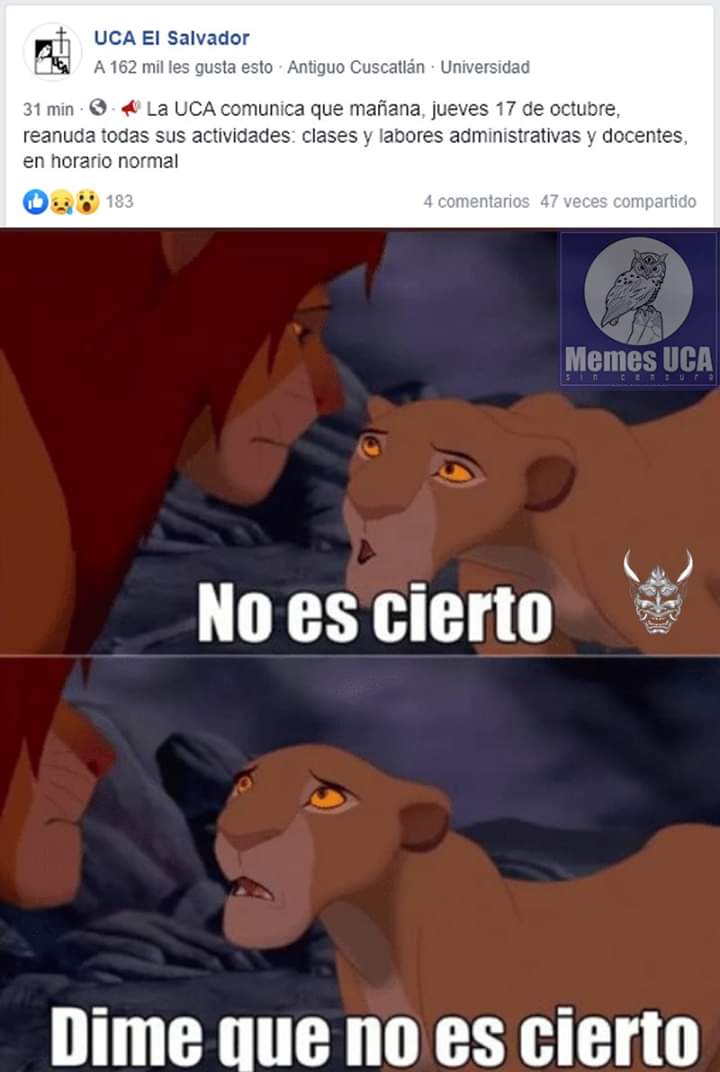 UCA
UCA El Salvador
A 162 mil les gusta esto · Antiguo Cuscatlán · Universidad
31 min · La UCA comunica que mañana, jueves 17 de octubre,
reanuda todas sus actividades: clases y labores administrativas y docentes,
en horario normal
183
4 comentarios 47 veces compartido
Memes UCA
sin censura
No es cierto
Dime que no es cierto